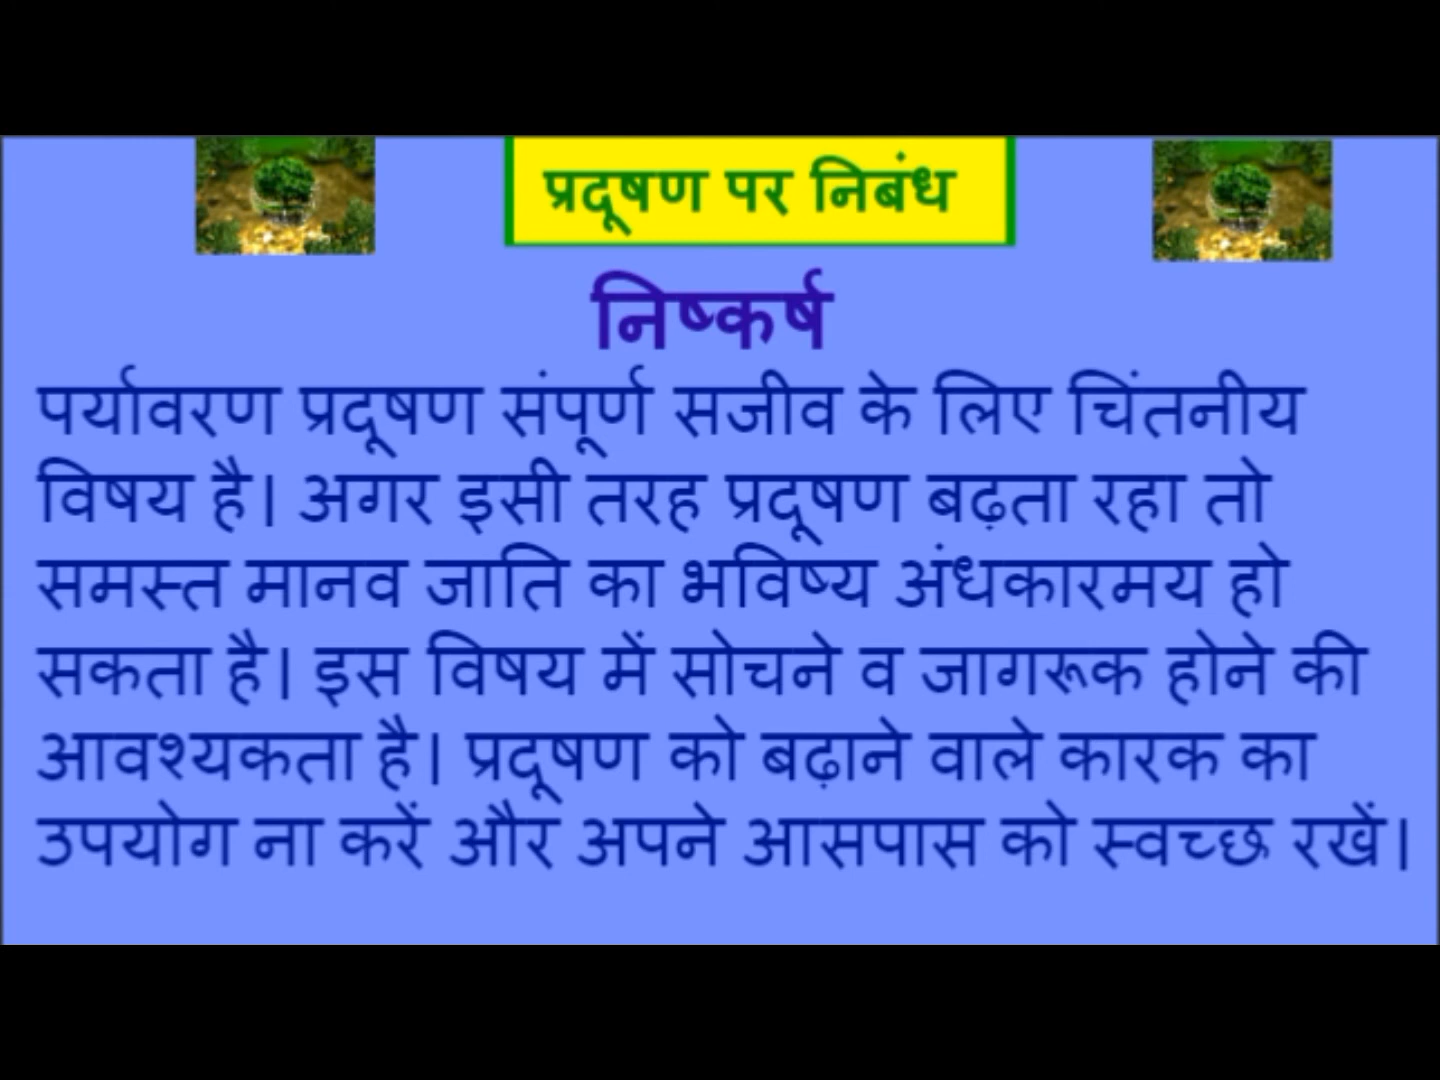 प्रदूषण पर निबंध
निष्कर्ष
पर्यावरण प्रदूषण संपूर्ण सजीव के लिए चिंतनीय
विषय है। अगर इसी तरह प्रदूषण बढ़ता रहा तो
समस्त मानव जाति का भविष्य अंधकारमय हो
सकता है। इस विषय में सोचने व जागरूक होने की
आवश्यकता है। प्रदूषण को बढ़ाने वाले कारक का
उपयोग ना करें और अपने आसपास को स्वच्छ रखें।